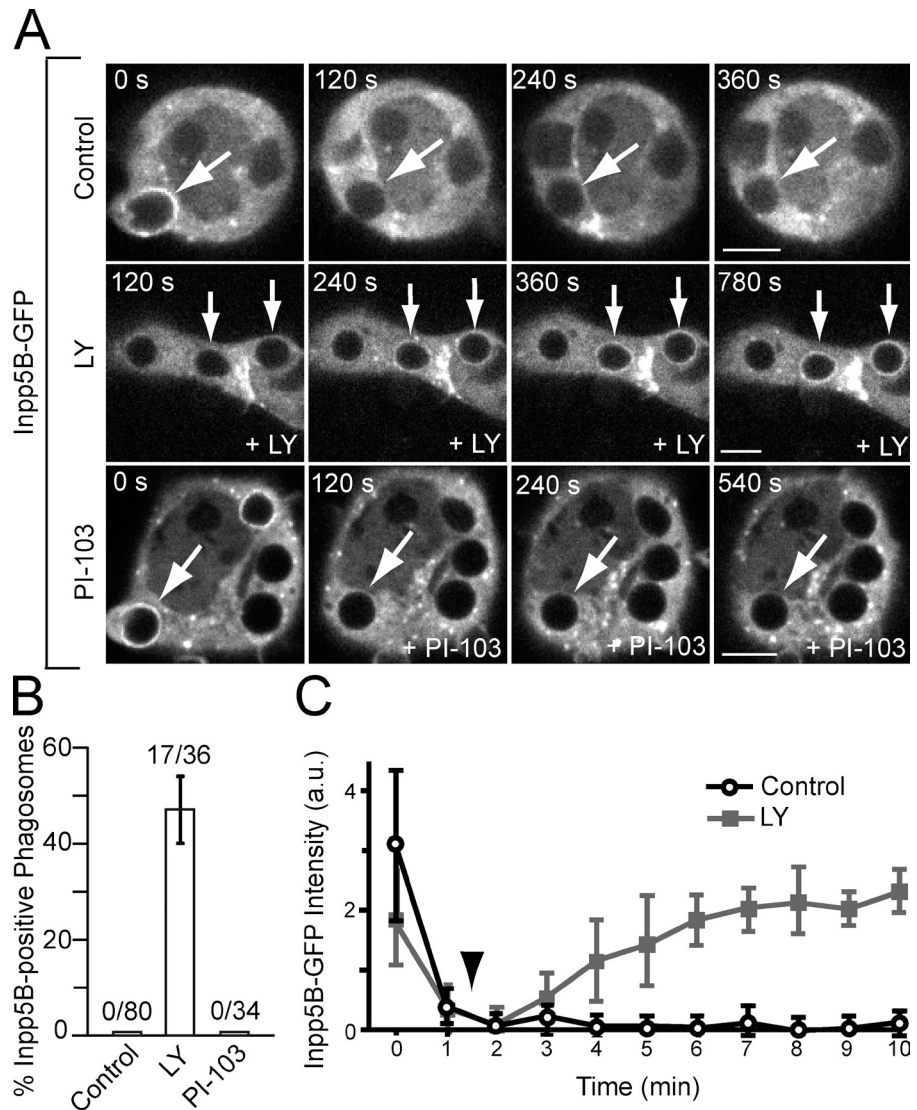 A
Inpp5B-GFP
Control
0 s
120 s
240 s
360 s
LY
120 s
240 s
360 s
780 s
+ LY
+ LY
+ LY
+ LY
PI-103
0 s
120 s
240 s
540 s
+ PI-103
+ PI-103
+ PI-103
B
% Inpp5B-positive Phagosomes
60
40
20
0
0/80
17/36
0/34
Control
LY
PI-103
C
Inpp5B-GFP Intensity (a.u.)
4
2
0
Control
LY
0 1 2 3 4 5 6 7 8 9 10
Time (min)